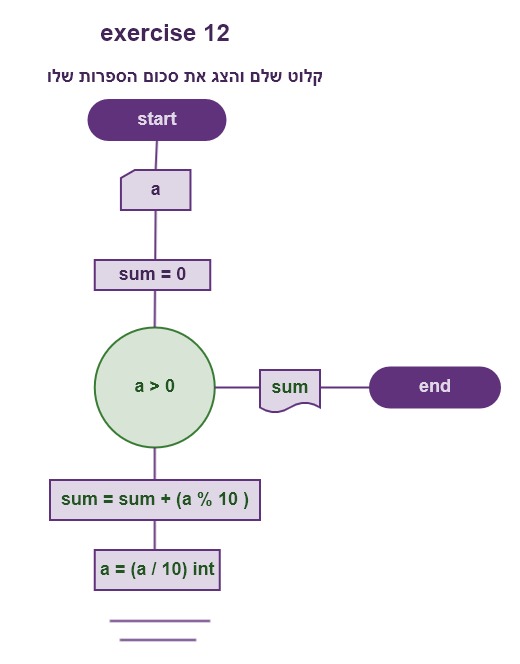 exercise 12
קלוט שלם והצג את סכום הספרות שלו
start
a
sum = 0
a > 0
sum
end
sum = sum + (a % 10 )
a = (a / 10) int